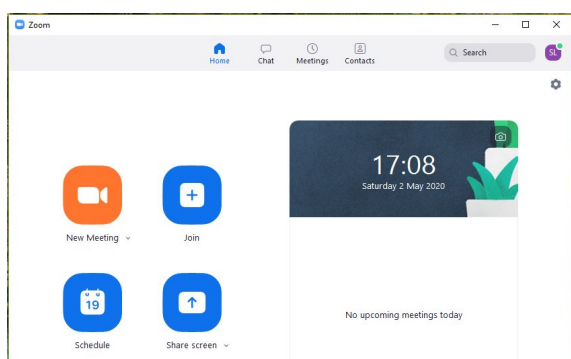 Zoom
Home
Chat
Meetings
Contacts
Search
SL
17:08
Saturday 2 May 2020
New Meeting
Join
19
Schedule
Share screen
No upcoming meetings today